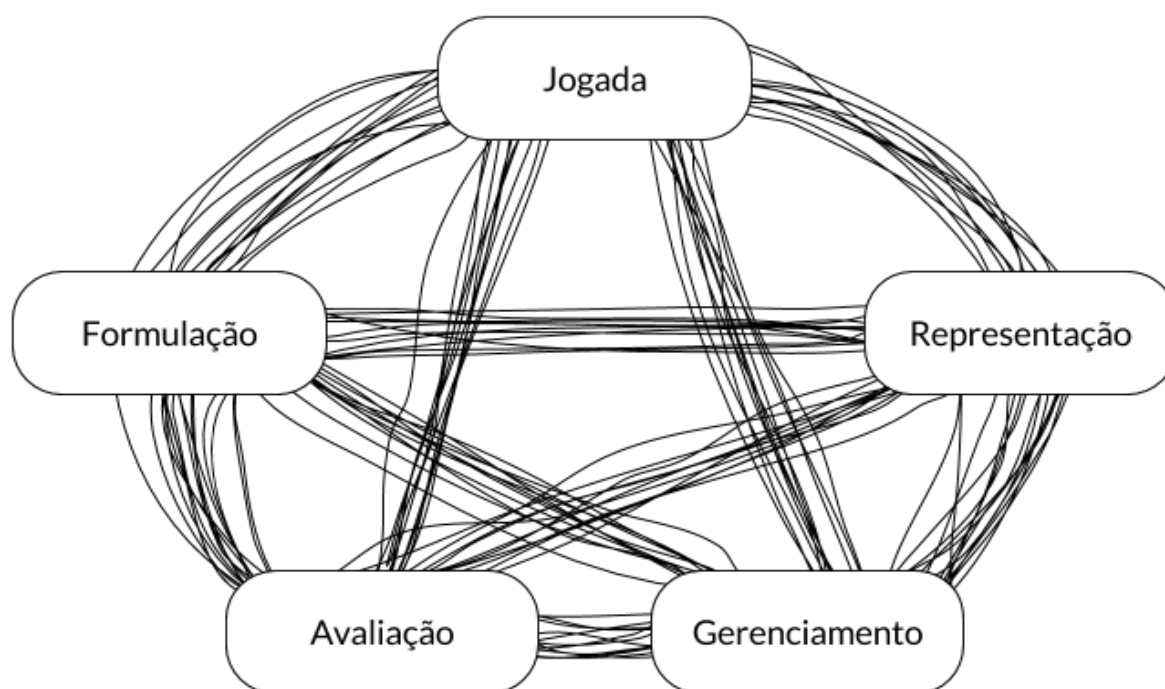 Jogada
Formulação
Representação
Avaliação
Gerenciamento